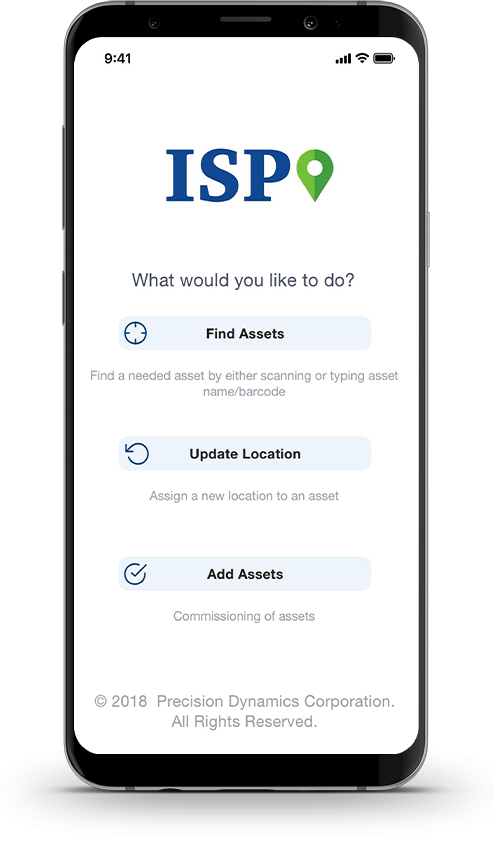 9:41
ISP
What would you like to do?
Find Assets
Find a needed asset by either scanning or typing asset
name/barcode
Update Location
Assign a new location to an asset
Add Assets
Commissioning of assets
© 2018  Precision Dynamics Corporation.
All Rights Reserved.